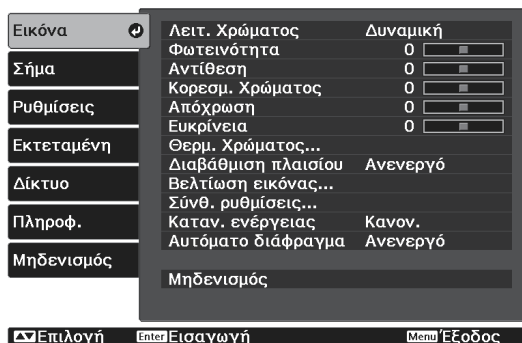 Εικόνα
Σήμα
Ρυθμίσεις
Εκτεταμένη
Δίκτυο
Πληροφ.
Μηδενισμός
Λειτ. Χρώματος Δυναμική
Φωτεινότητα 0
Αντίθεση 0
Κορεσμ. Χρώματος 0
Απόχρωση 0
Ευκρίνεια 0
Θερμ. Χρώματος...
Διαβάθμιση πλαισίου Ανενεργό
Βελτίωση εικόνας...
Σύνθ. ρυθμίσεις...
Καταν. ενέργειας Κανον.
Αυτόματο διάφραγμα Ανενεργό
Μηδενισμός
Επιλογή Enter Εισαγωγή Menu Έξοδος